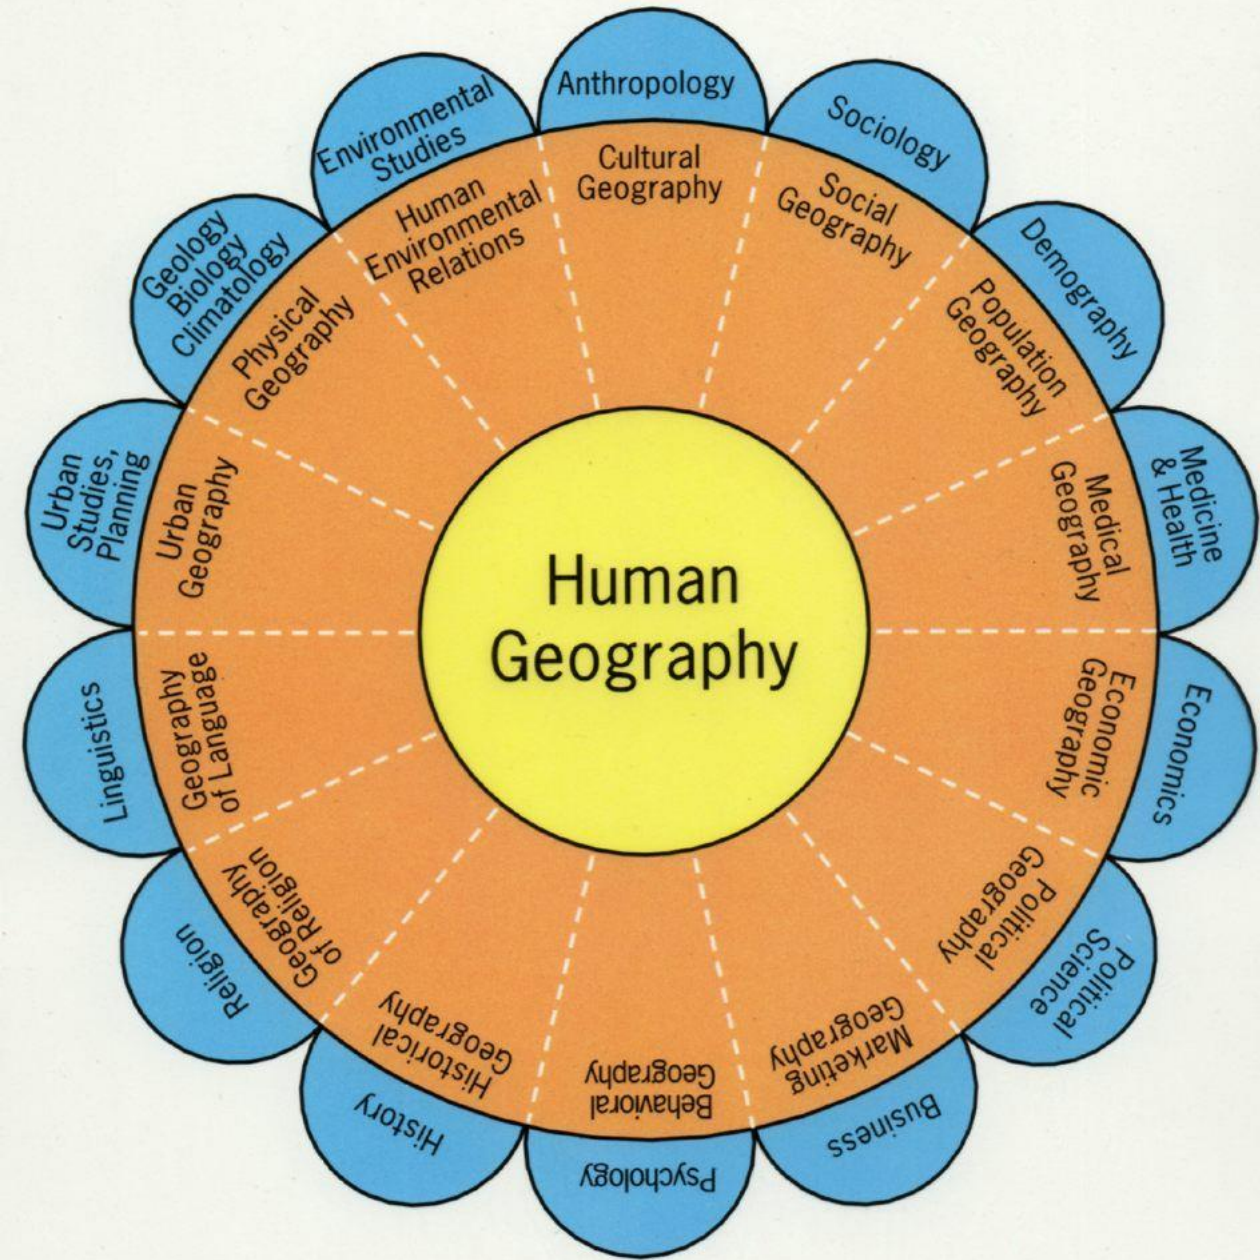 Anthropology
Cultural
Geography
Sociology
Social
Geography
Demography
Population
Geography
Medicine
& Health
Medical
Geography
Economics
Economic
Geography
Political
Science
Political
Geography
Business
Marketing
Geography
Psychology
Behavioral
Geography
History
Historical
Geography
Religion
Geography
of Religion
Linguistics
Geography
of Language
Urban
Studies,
Planning
Urban
Geography
Geology
Biology
Climatology
Physical
Geography
Environmental
Studies
Human
Environmental
Relations
Human
Geography